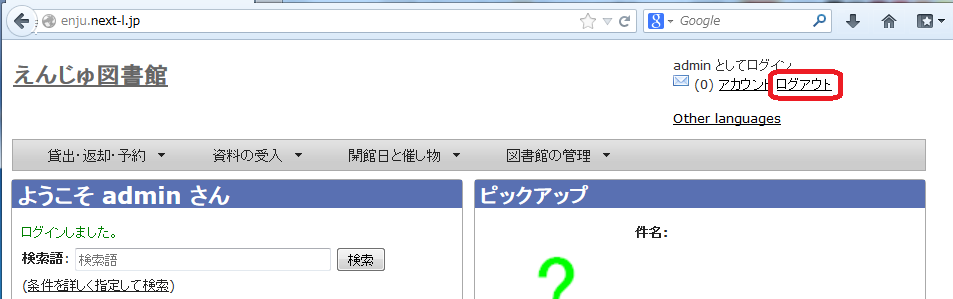 enju.next-l.jp
Google
えんじゅ図書館
admin としてログイン
(0) アカウント ログアウト
Other languages
貸出・返却・予約 資料の受入 開館日と催し物 図書館の管理
ようこそ admin さん
ログインしました。
検索語: 検索語 検索
(条件を詳しく指定して検索)
ピックアップ
件名:
?